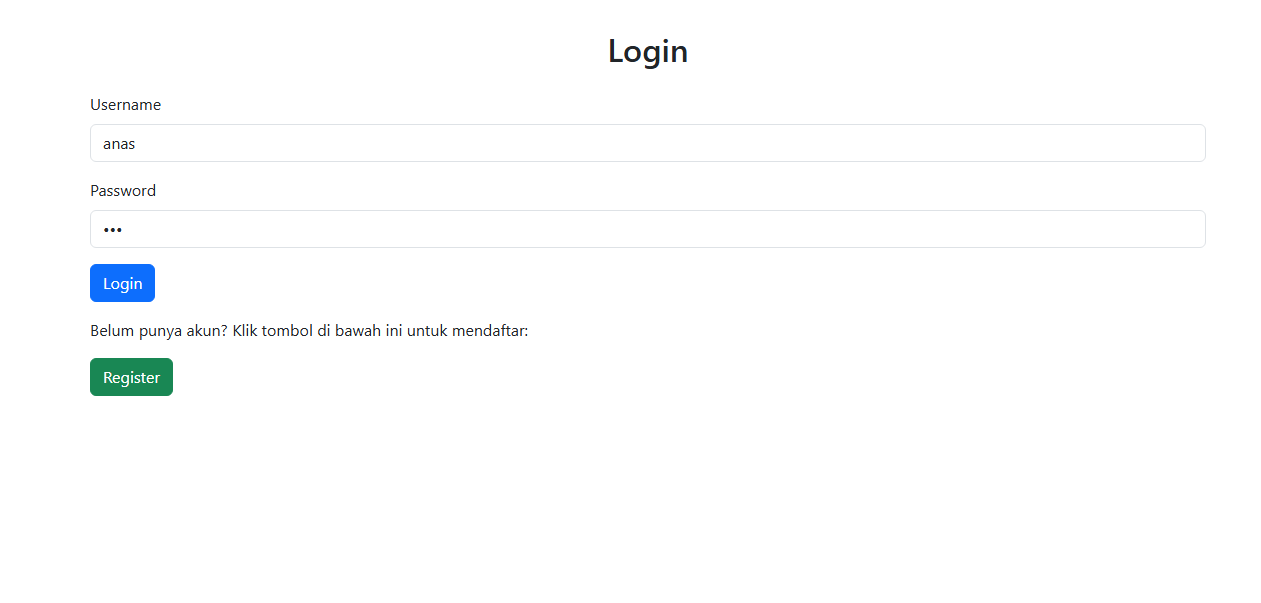 Login
Username
anas
Password
•••
Login
Belum punya akun? Klik tombol di bawah ini untuk mendaftar:
Register